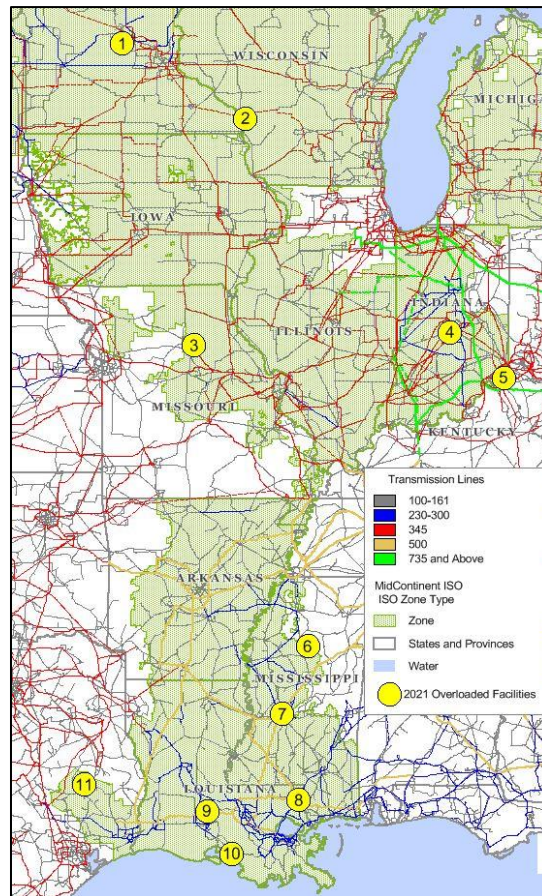 1
WISCONSIN
MICHIGA
2
IOWA
INDIANA
ILLINOIS
4
3
5
MISSOURI
KENTUCKY
Transmission Lines
100-161
230-300
345
500
735 and Above
MidContinent ISO
ISO Zone Type
Zone
States and Provinces
Water
2021 Overloaded Facilities
ARKANSAS
6
MISSISSIPPI
7
11
LOUISIANA
8
9
10